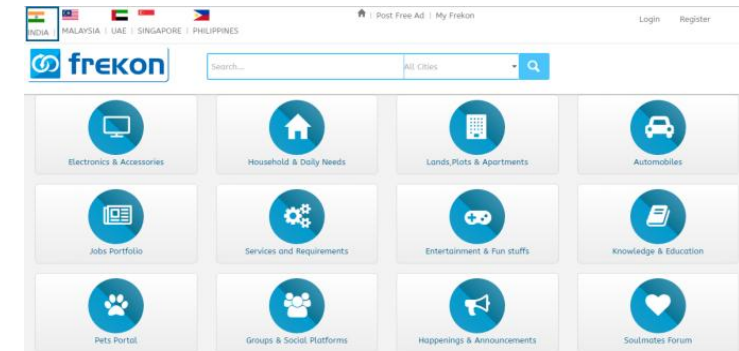 Post Free Ad | My Frekon
Login Register
INDIA | MALAYSIA | UAE | SINGAPORE | PHILIPPINES
frekon
Search...
All Cities
Electronics & Accessories
Household & Daily Needs
Lands,Plots & Apartments
Automobiles
Jobs Portfolio
Services and Requirements
Entertainment & Fun stuffs
Knowledge & Education
Pets Portal
Groups & Social Platforms
Happenings & Announcements
Soulmates Forum